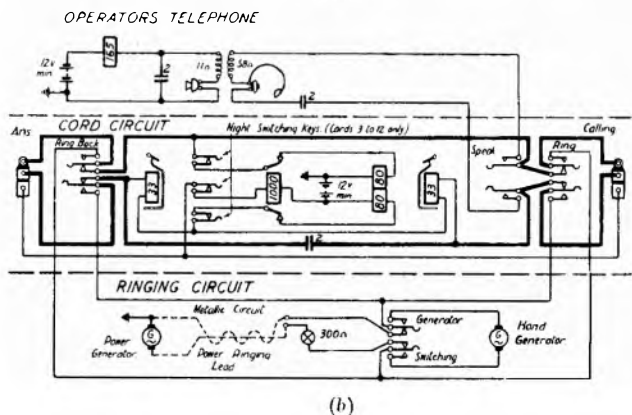 OPERATORS TELEPHONE
165
12v
min
2
11Ω
58Ω
2
Ans
CORD CIRCUIT
Night Switching Keys. (Cords 3 to 12 only)
Calling
Ring Back
Speak
Ring
33
1000
12v
min
80
80
33
2
RINGING CIRCUIT
Metallic Circuit
Generator
G
Power
Generator
Power Ringing
Lead
300Ω
Switching
G
Hand
Generator
(b)